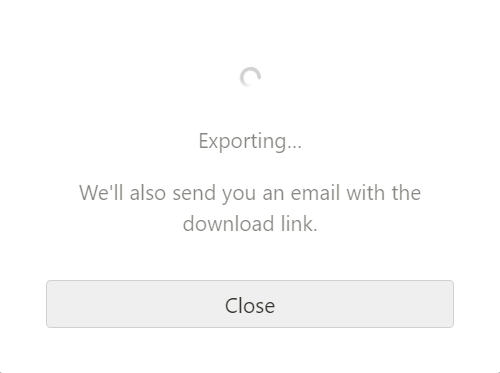 Exporting...
We'll also send you an email with the
download link.
Close